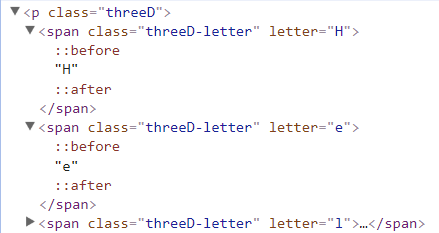 ▼<p class="threeD">
▼<span class="threeD-letter" letter="H">
::before
"H"
::after
</span>
▼<span class="threeD-letter" letter="e">
::before
"e"
::after
</span>
▶<span class="threeD-letter" letter="l">…</span>